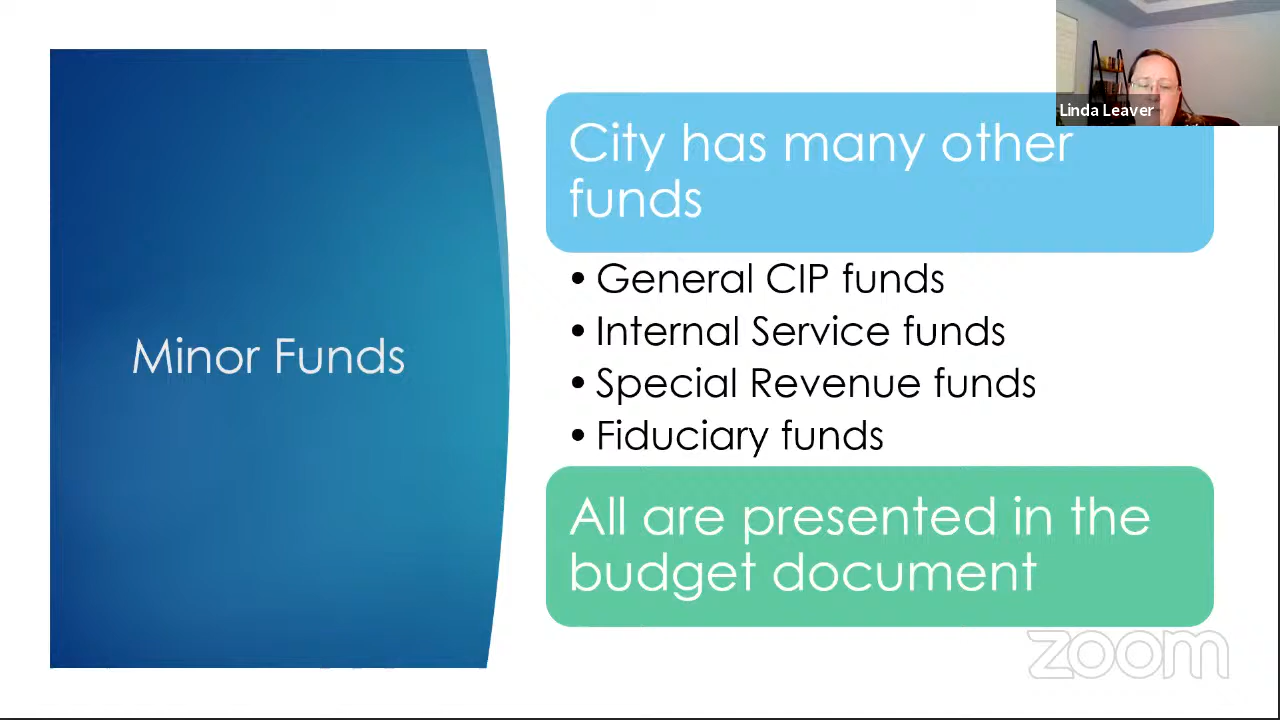 Linda Leaver
City has many other
funds
• General CIP funds
• Internal Service funds
Minor Funds
• Special Revenue funds
• Fiduciary funds
All are presented in the
budget document
zoom